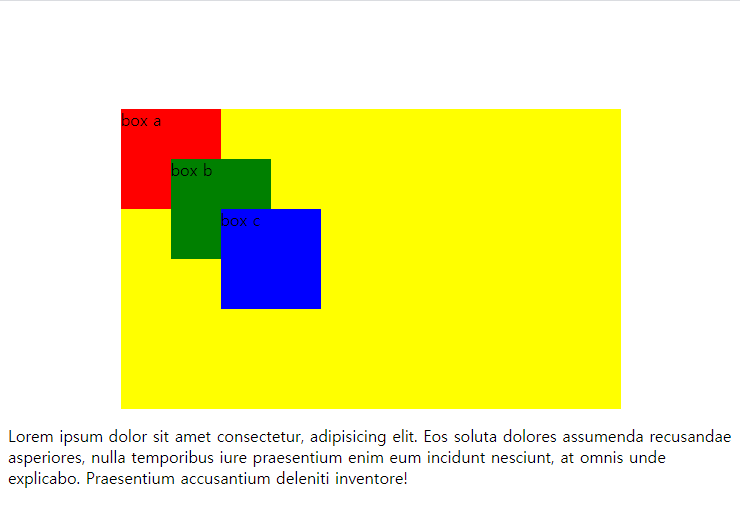 box a
box b
box c
Lorem ipsum dolor sit amet consectetur, adipisicing elit. Eos soluta dolores assumenda recusandae
asperiores, nulla temporibus iure praesentium enim eum incidunt nesciunt, at omnis unde
explicabo. Praesentium accusantium deleniti inventore!